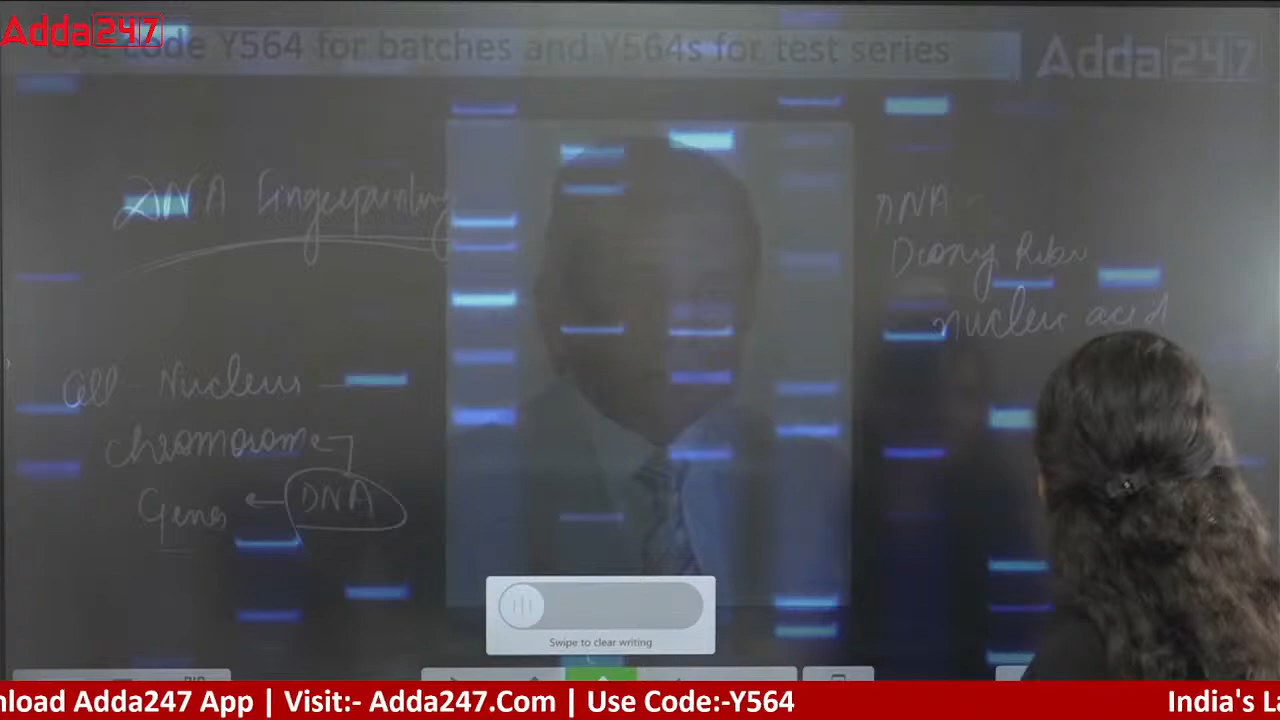 Adda247
Use code Y564 for batches and Y564s for test series
Adda247
DNA Fingerprinting
DNA
Deoxy Ribo
nucleic acid
Nucleus
Chromosome
Genes ← DNA
Swipe to clear writing
nload Adda247 App | Visit:- Adda247.Com | Use Code:-Y564
India's La